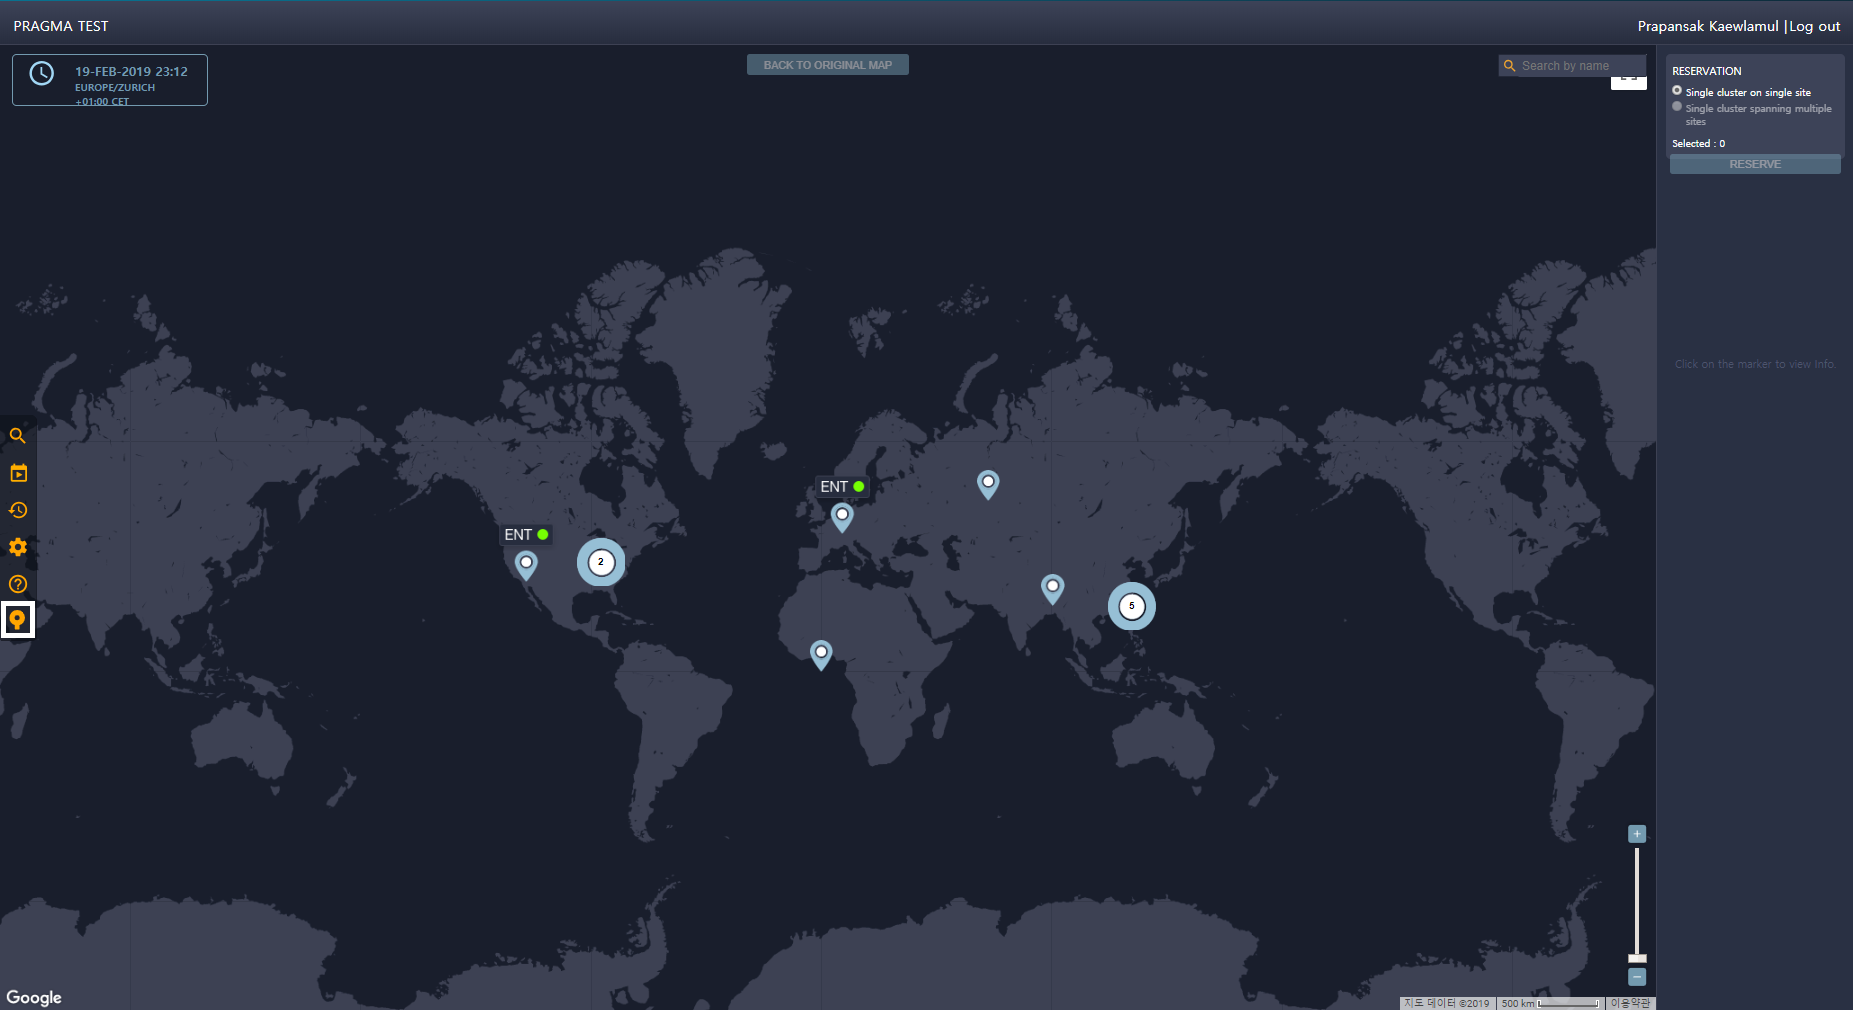 PRAGMA TEST
Prapansak Kaewlamul |Log out
19-FEB-2019 23:12
EUROPE/ZURICH
+01:00 CET
BACK TO ORIGINAL MAP
Search by name
RESERVATION
Single cluster on single site
Single cluster spanning multiple
sites
Selected : 0
RESERVE
Click on the marker to view Info.
ENT
ENT
2
5
Google
지도 데이터 ©2019
500 km
이용약관